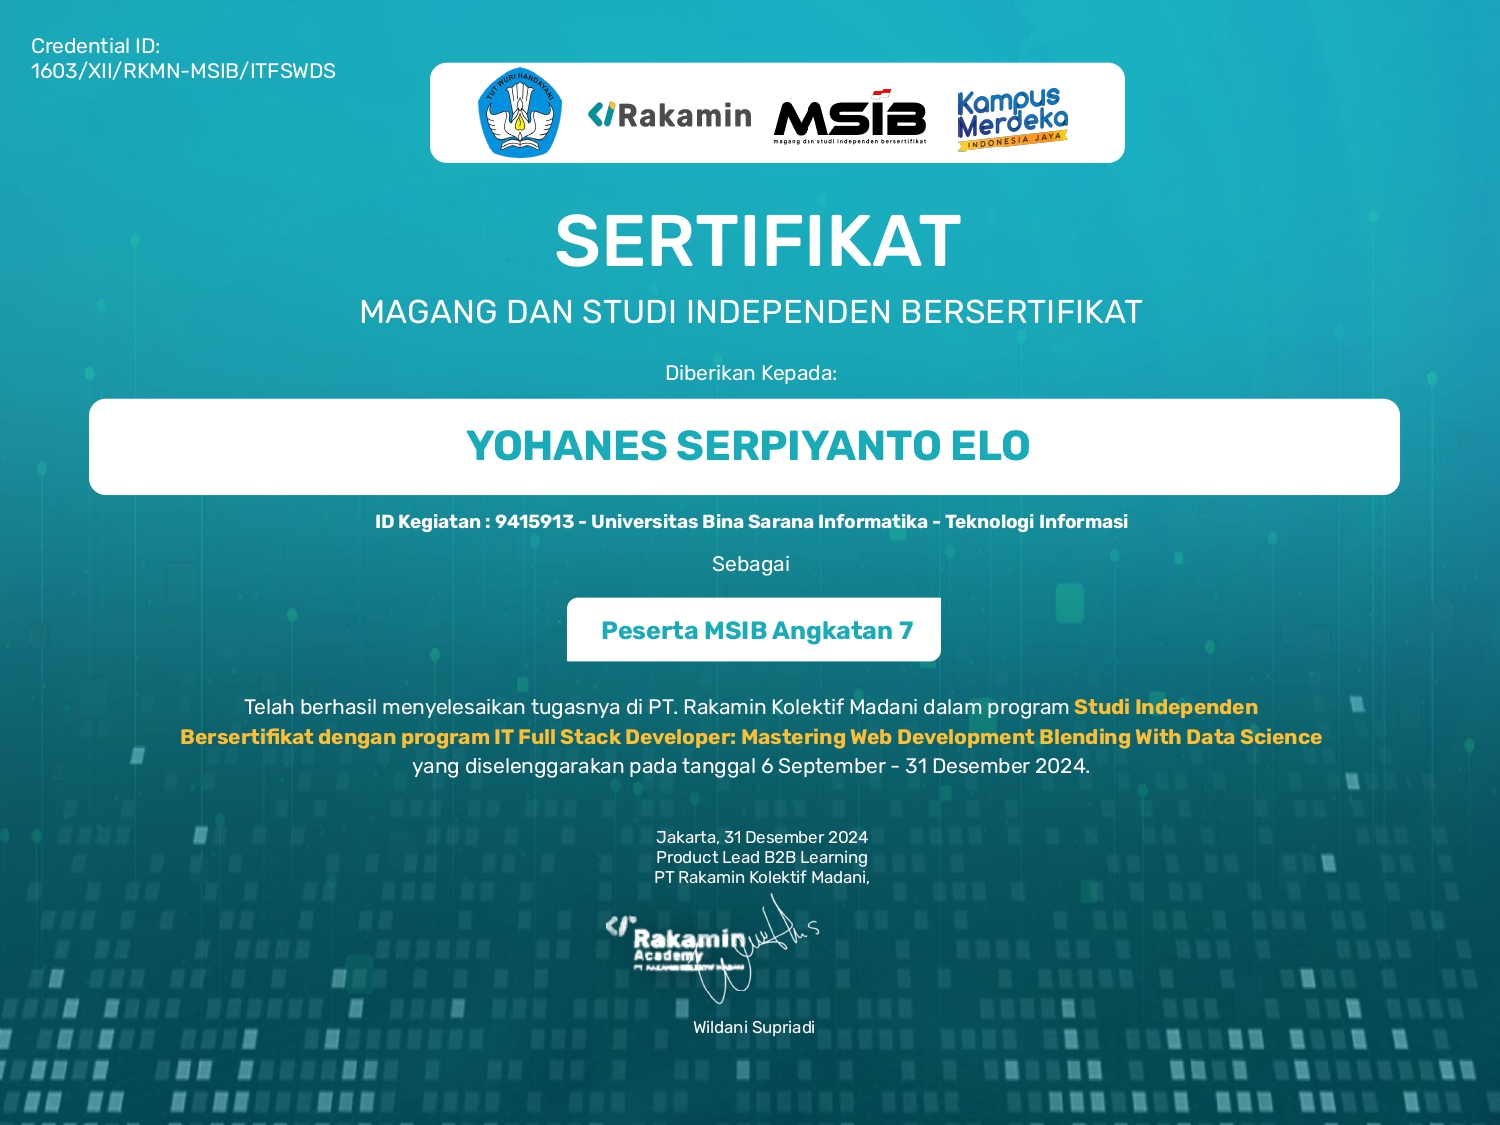 Credential ID:
1603/XII/RKMN-MSIB/ITFSWDS
TUT WURI HANDAYANI
Rakamin
MSIB
magang dan studi independen bersertifikat
Kampus
Merdeka
INDONESIA JAYA
SERTIFIKAT
MAGANG DAN STUDI INDEPENDEN BERSERTIFIKAT
Diberikan Kepada:
YOHANES SERPIYANTO ELO
ID Kegiatan : 9415913 - Universitas Bina Sarana Informatika - Teknologi Informasi
Sebagai
Peserta MSIB Angkatan 7
Telah berhasil menyelesaikan tugasnya di PT. Rakamin Kolektif Madani dalam program Studi Independen
Bersertifikat dengan program IT Full Stack Developer: Mastering Web Development Blending With Data Science
yang diselenggarakan pada tanggal 6 September - 31 Desember 2024.
Jakarta, 31 Desember 2024
Product Lead B2B Learning
PT Rakamin Kolektif Madani,
Rakamin
Academy
PT RAKAMIN KOLEKTIF MADANI
Wildani Supriadi